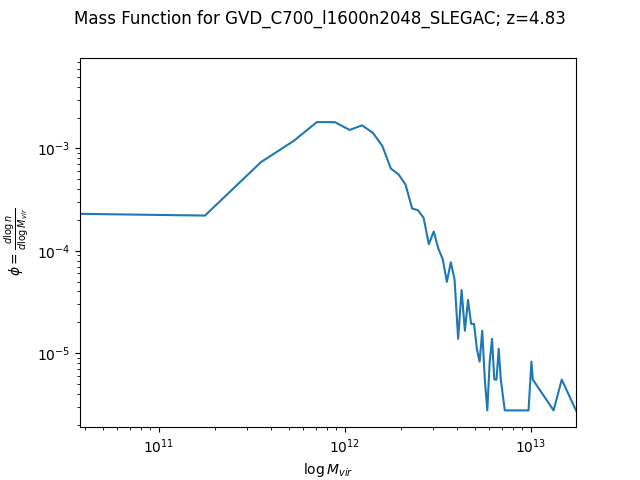 Mass Function for GVD_C700_l1600n2048_SLEGAC; z=4.83
10⁻³
10⁻⁴
10⁻⁵
ϕ = d log n / d log M_vir
10¹¹ 10¹² 10¹³
log M_vir